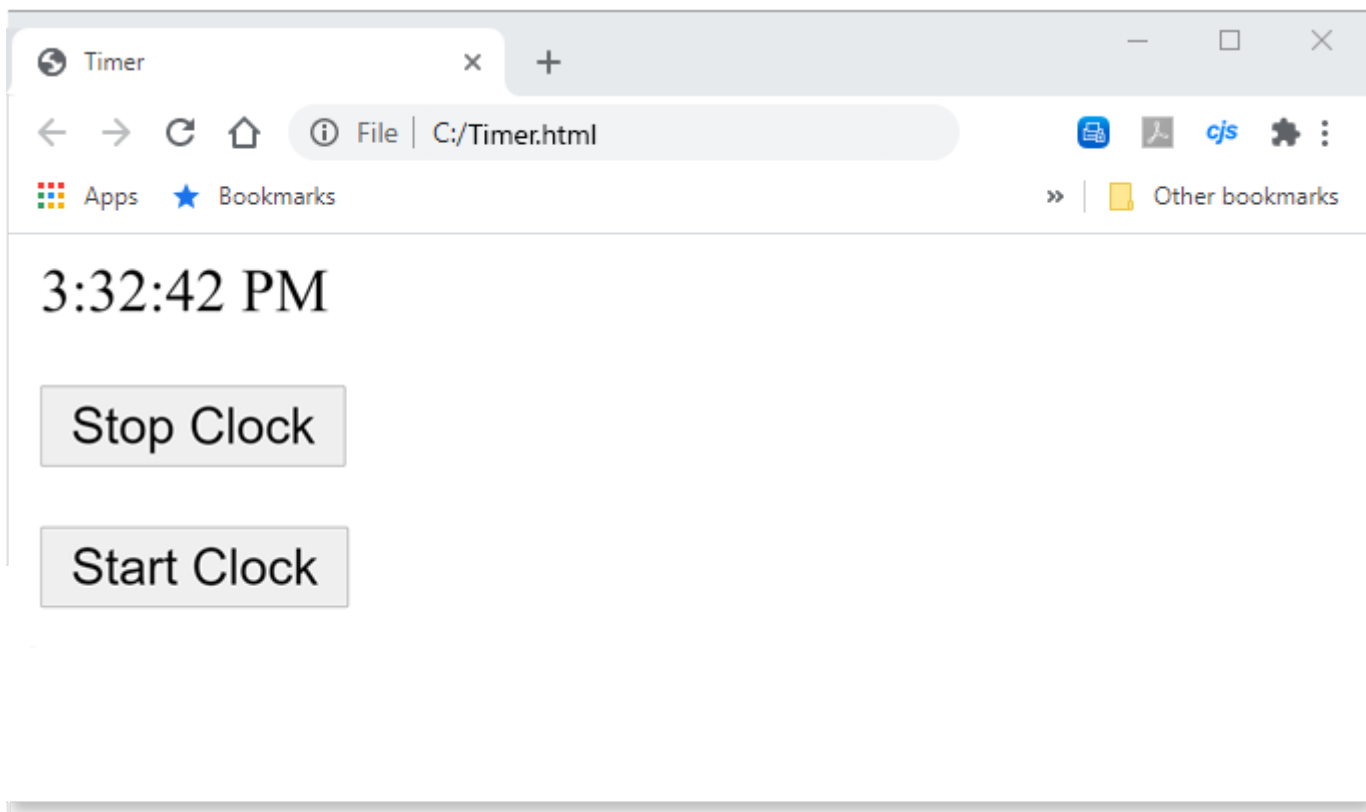 Timer
File C:/Timer.html
cjs
Apps Bookmarks
» Other bookmarks
3:32:42 PM
Stop Clock
Start Clock